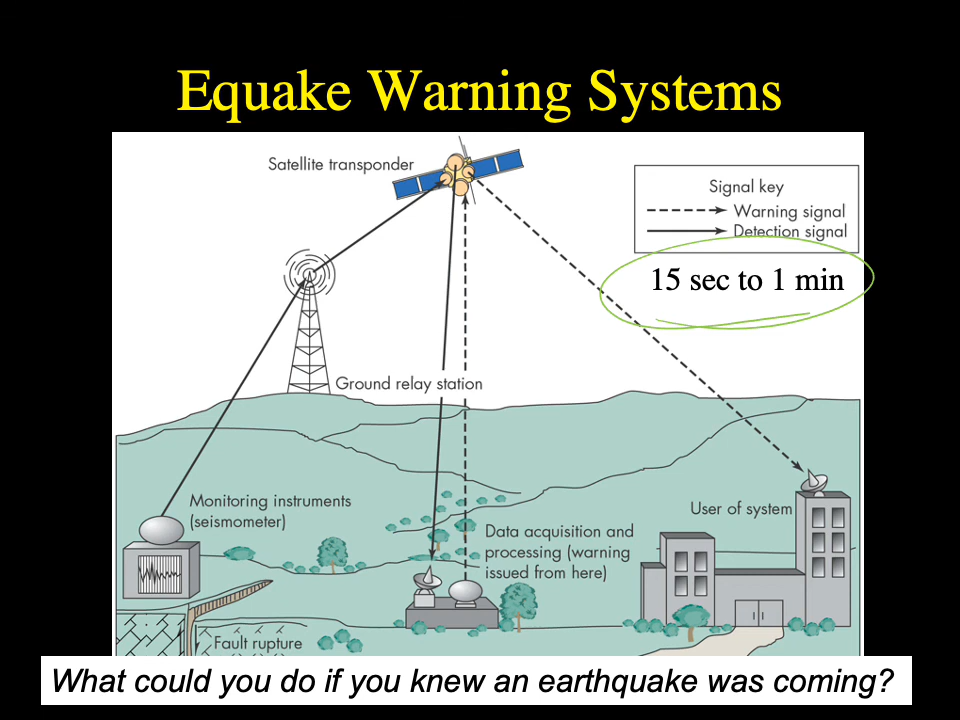 Equake Warning Systems
Satellite transponder
Signal key
Warning signal
Detection signal
15 sec to 1 min
Ground relay station
Monitoring instruments
(seismometer)
User of system
Data acquisition and
processing (warning
issued from here)
Fault rupture
What could you do if you knew an earthquake was coming?